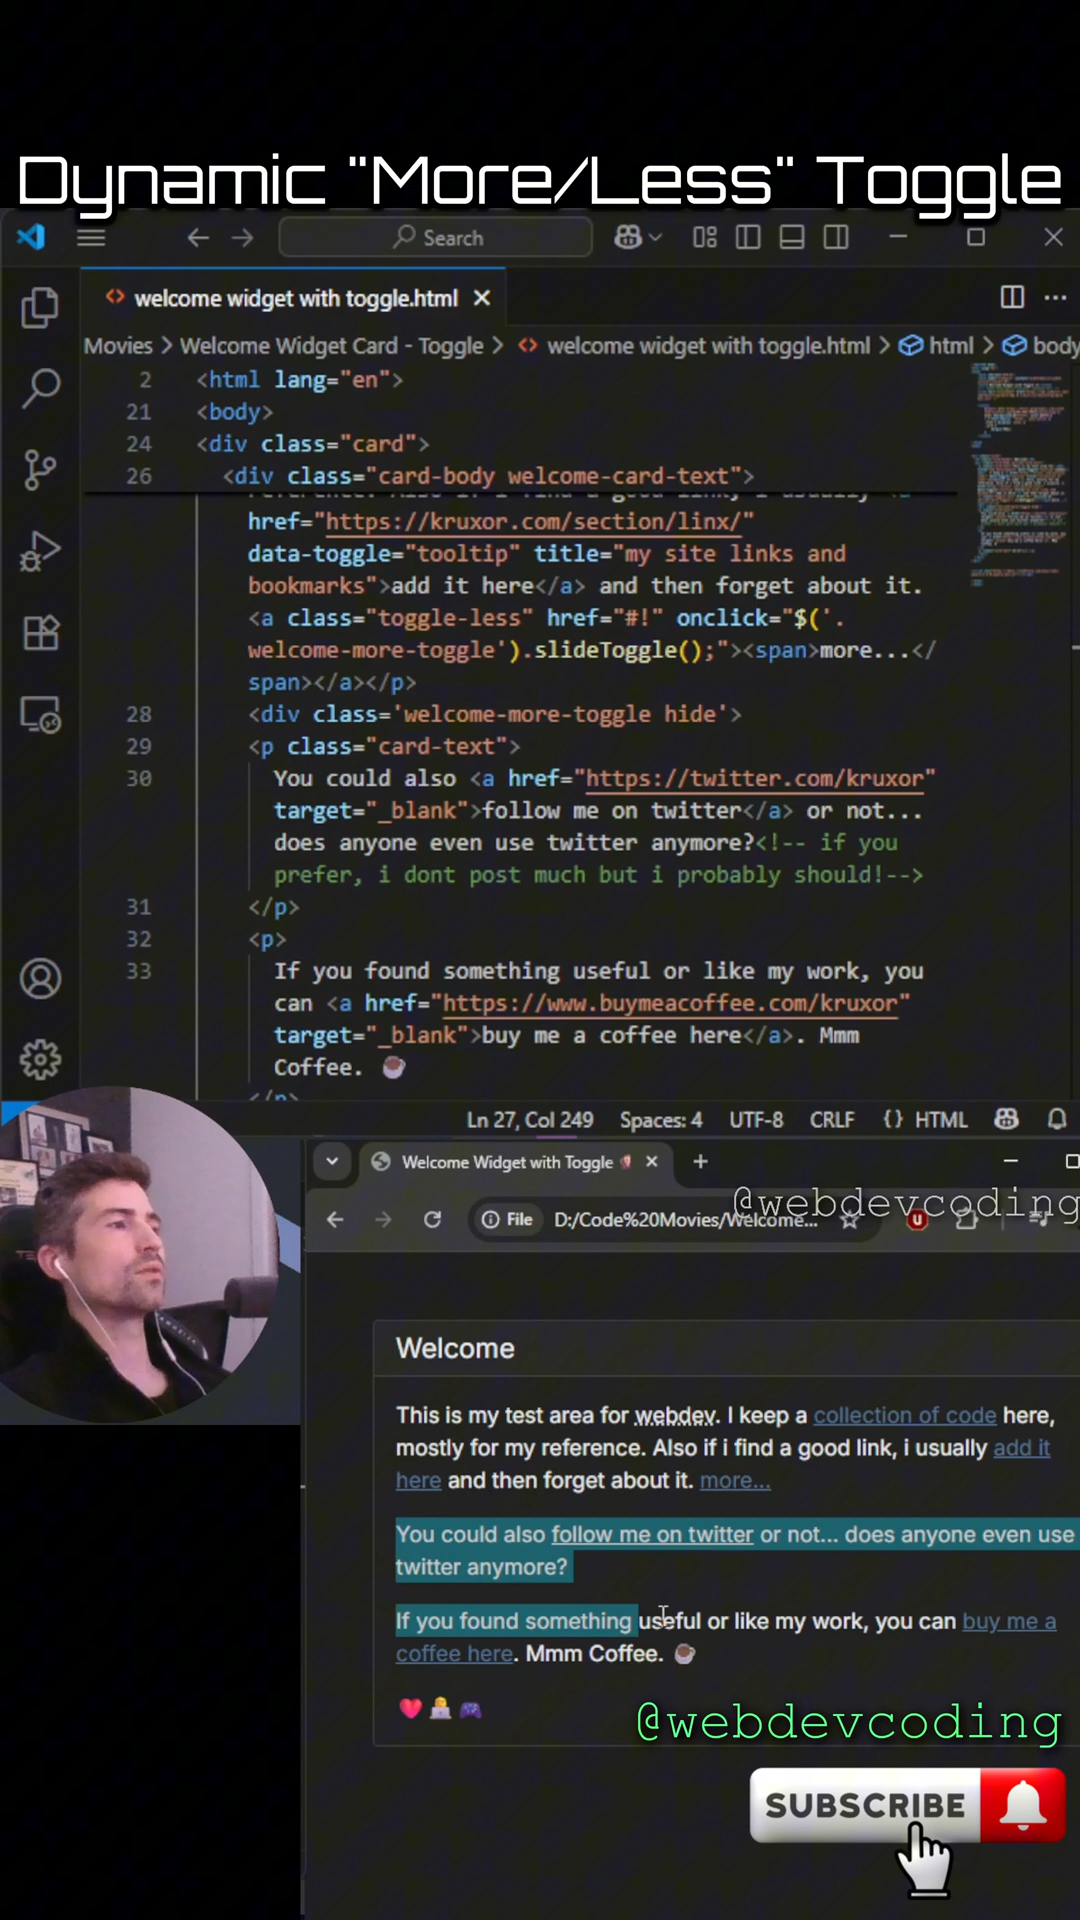 Dynamic "More/Less" Toggle
Search
welcome widget with toggle.html
Movies > Welcome Widget Card - Toggle > welcome widget with toggle.html > html > body
2 <html lang="en">
21 <body>
24 <div class="card">
26 <div class="card-body welcome-card-text">
reference. Also if i find a good link, i usually <a
href="https://kruxor.com/section/linx/"
data-toggle="tooltip" title="my site links and
bookmarks">add it here</a> and then forget about it.
<a class="toggle-less" href="#!" onclick="$('.
welcome-more-toggle').slideToggle();"><span>more...</
span></a></p>
28 <div class='welcome-more-toggle hide'>
29 <p class="card-text">
30 You could also <a href="https://twitter.com/kruxor"
target="_blank">follow me on twitter</a> or not...
does anyone even use twitter anymore?<!-- if you
prefer, i dont post much but i probably should!-->
31 </p>
32 <p>
33 If you found something useful or like my work, you
can <a href="https://www.buymeacoffee.com/kruxor"
target="_blank">buy me a coffee here</a>. Mmm
Coffee. ☕
</p>
Ln 27, Col 249 Spaces: 4 UTF-8 CRLF {} HTML
Welcome Widget with Toggle
@webdevcoding
File D:/Code%20Movies/Welcome...
Welcome
This is my test area for webdev. I keep a collection of code here,
mostly for my reference. Also if i find a good link, i usually add it
here and then forget about it. more...
You could also follow me on twitter or not... does anyone even use
twitter anymore?
If you found something useful or like my work, you can buy me a
coffee here. Mmm Coffee. ☕
@webdevcoding
SUBSCRIBE